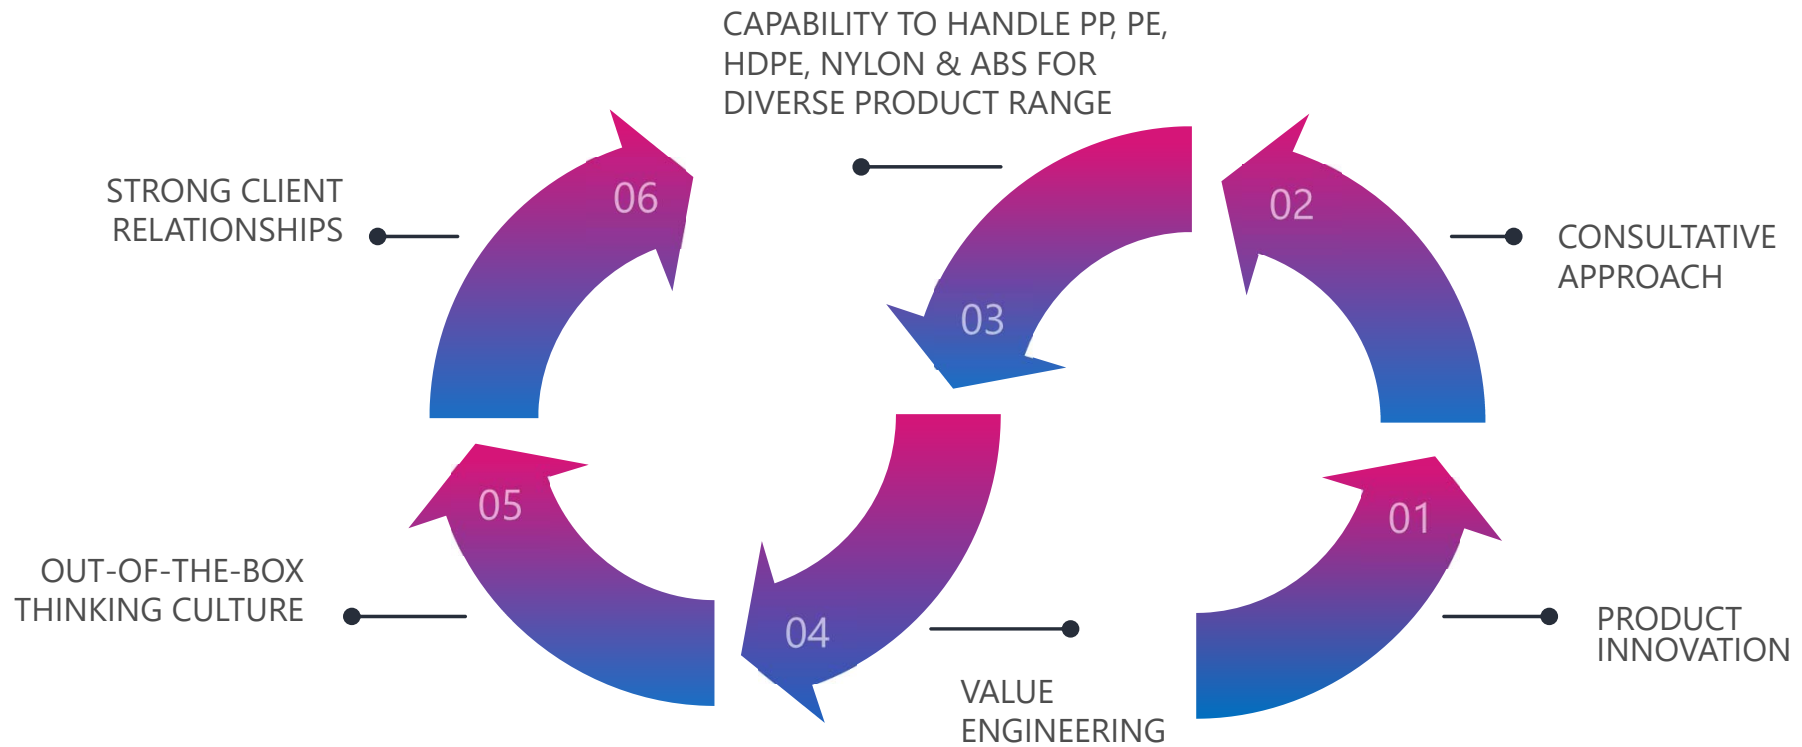 CAPABILITY TO HANDLE PP, PE,
HDPE, NYLON & ABS FOR
DIVERSE PRODUCT RANGE
STRONG CLIENT
RELATIONSHIPS
06
02
CONSULTATIVE
APPROACH
03
05
01
OUT-OF-THE-BOX
THINKING CULTURE
04
PRODUCT
INNOVATION
VALUE
ENGINEERING